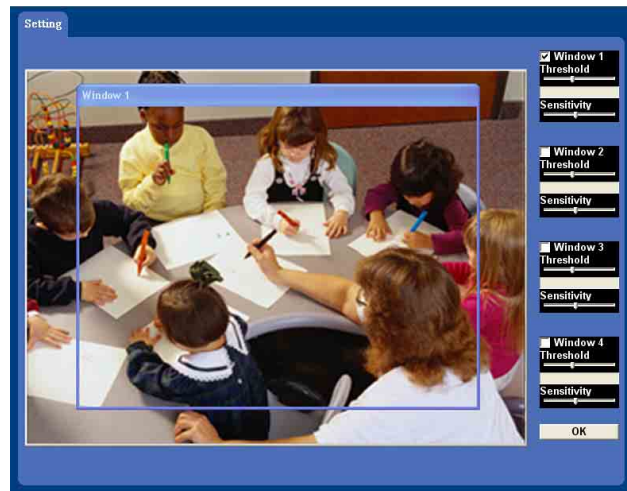 Setting
Window 1
Window 1
Threshold
Sensitivity
Window 2
Threshold
Sensitivity
Window 3
Threshold
Sensitivity
Window 4
Threshold
Sensitivity
OK